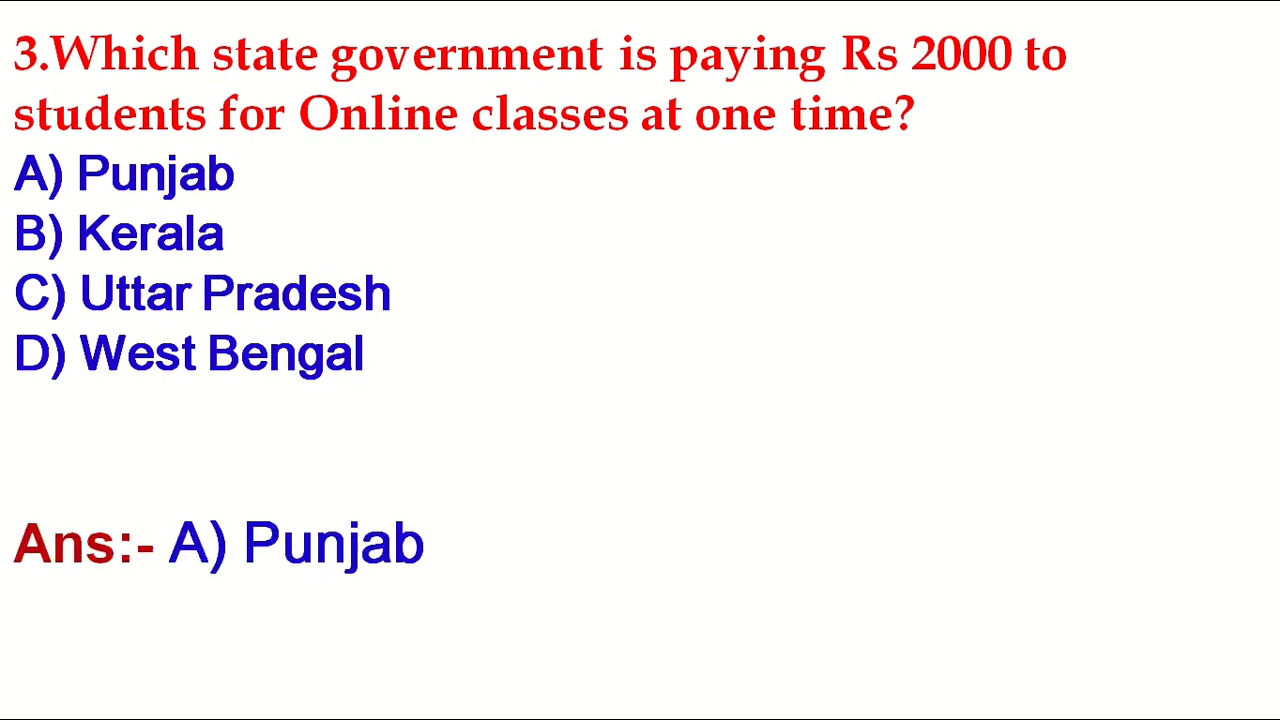 3.Which state government is paying Rs 2000 to
students for Online classes at one time?
A) Punjab
B) Kerala
C) Uttar Pradesh
D) West Bengal
Ans:- A) Punjab